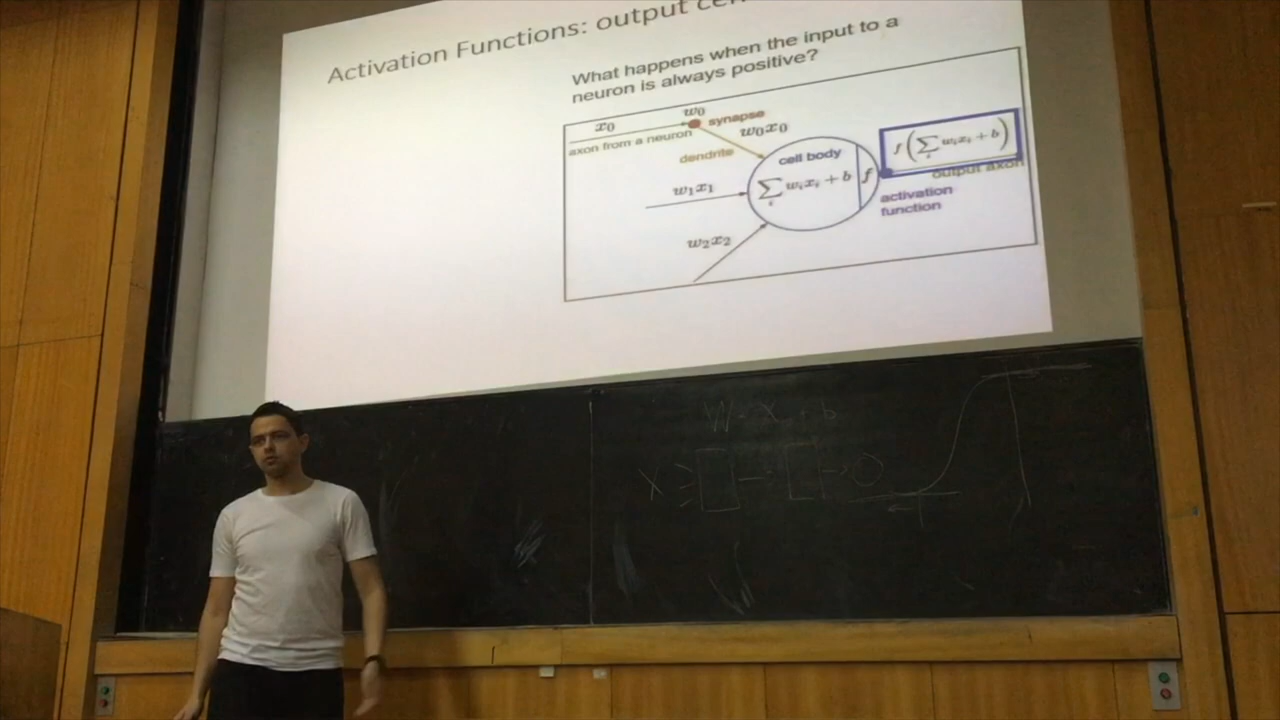 Activation Functions: output cen
What happens when the input to a
neuron is always positive?
x₀
w₀
synapse
axon from a neuron
w₀x₀
dendrite
cell body
f(∑ᵢ wᵢxᵢ + b)
w₁x₁
∑ᵢ wᵢxᵢ + b
f
output axon
activation
function
w₂x₂
W · X + b
X